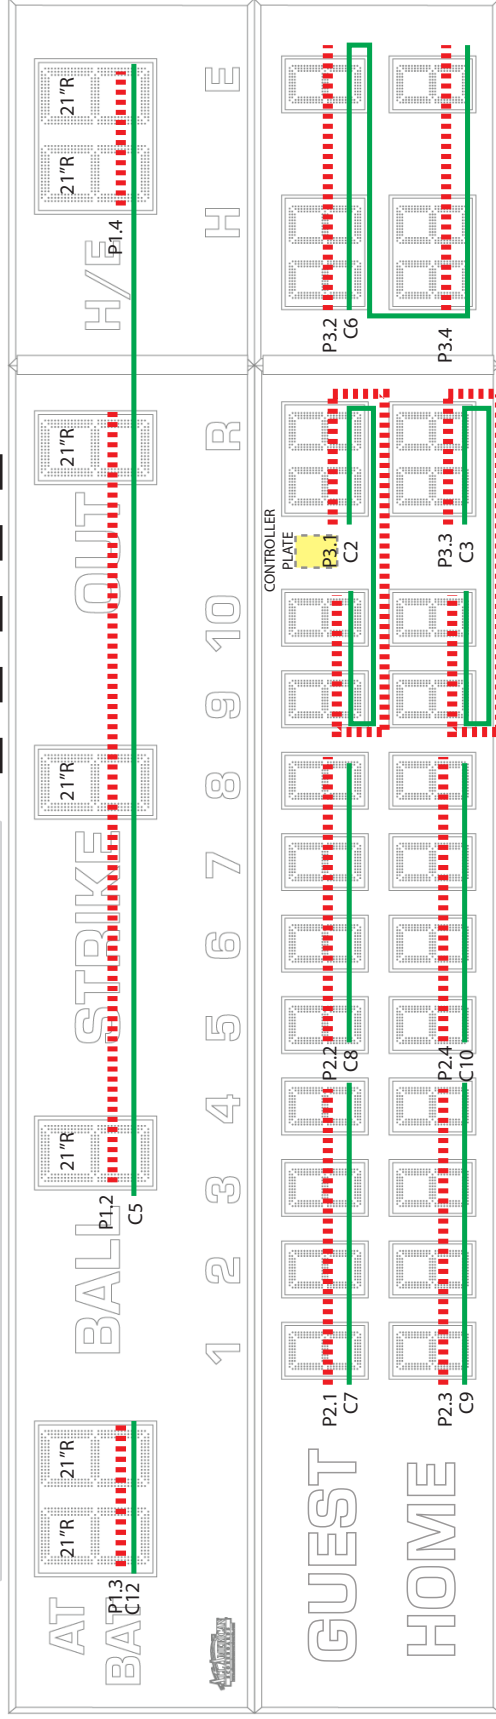 AT
BAT
21"R
21"R
P1.3
C12
BALL
21"R
P1.2
C5
STRIKE
21"R
OUT
21"R
H/E
P1.4
21"R
21"R
1 2 3 4 5 6 7 8 9 10 R H E
GUEST
P2.1
C7
P2.2
C8
CONTROLLER
PLATE
P3.1
C2
P3.2
C6
HOME
P2.3
C9
P2.4
C10
P3.3
C3
P3.4